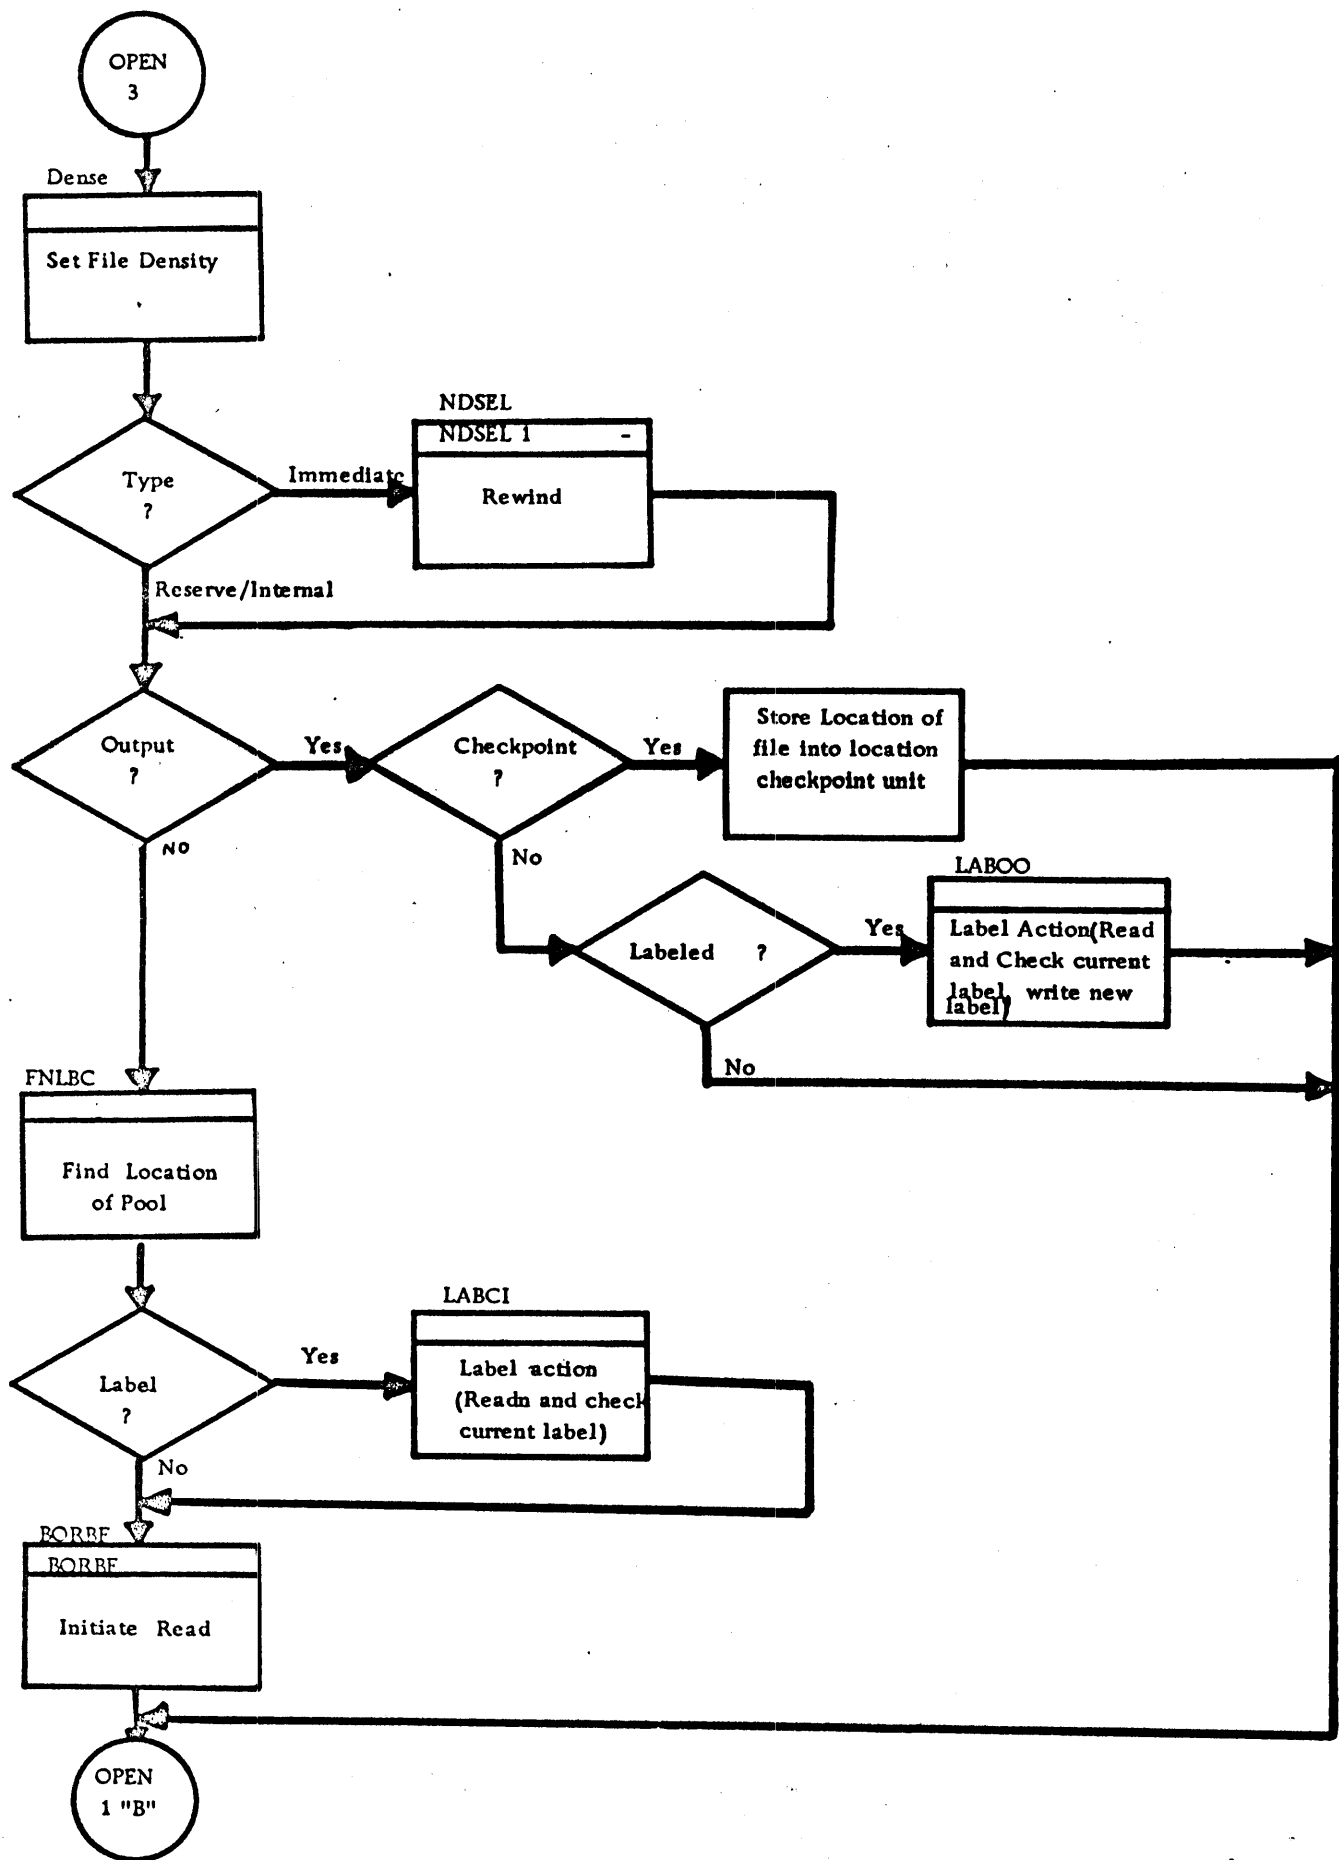 OPEN
3
Dense
Set File Density
NDSEL
NDSEL 1 -
Type
?
Immediate
Rewind
Reserve/Internal
Output
?
Yes
Checkpoint
?
Yes
Store Location of
file into location
checkpoint unit
NO
No
LABOO
Labeled ?
Yes
Label Action(Read
and Check current
label, write new
label)
No
FNLBC
Find Location
of Pool
LABCI
Label
?
Yes
Label action
(Readn and check
current label)
No
BORBF
BORBF
Initiate Read
OPEN
1 "B"